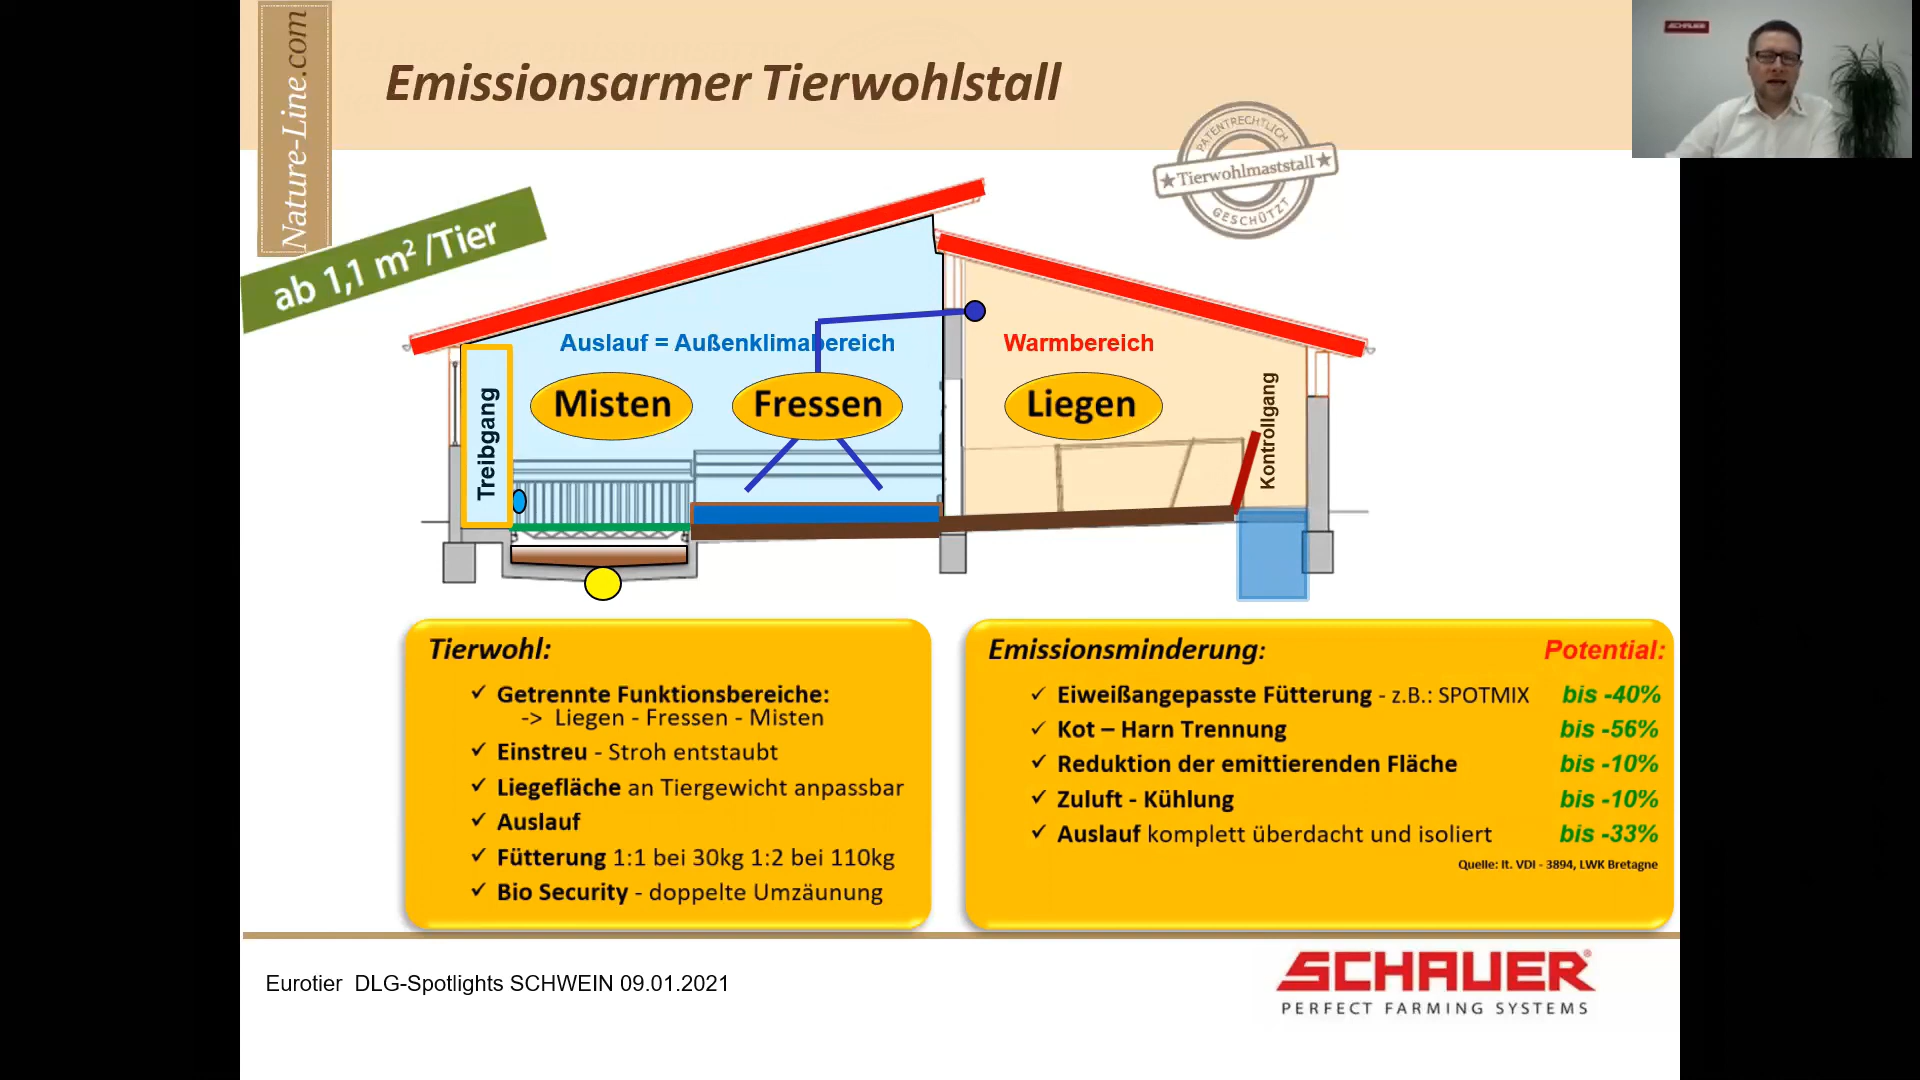 Nature-Line.com
Emissionsarmer Tierwohlstall
SCHAUER
PATENTRECHTLICH
Tierwohlmaststall
GESCHÜTZT
ab 1,1 m² /Tier
Auslauf = Außenklimabereich
Warmbereich
Misten
Fressen
Liegen
Treibgang
Kontrollgang
Tierwohl:
✓ Getrennte Funktionsbereiche:
-> Liegen - Fressen - Misten
✓ Einstreu - Stroh entstaubt
✓ Liegefläche an Tiergewicht anpassbar
✓ Auslauf
✓ Fütterung 1:1 bei 30kg 1:2 bei 110kg
✓ Bio Security - doppelte Umzäunung
Emissionsminderung: Potential:
✓ Eiweißangepasste Fütterung - z.B.: SPOTMIX bis -40%
✓ Kot – Harn Trennung bis -56%
✓ Reduktion der emittierenden Fläche bis -10%
✓ Zuluft - Kühlung bis -10%
✓ Auslauf komplett überdacht und isoliert bis -33%
Quelle: lt. VDI - 3894, LWK Bretagne
Eurotier DLG-Spotlights SCHWEIN 09.01.2021
SCHAUER®
PERFECT FARMING SYSTEMS